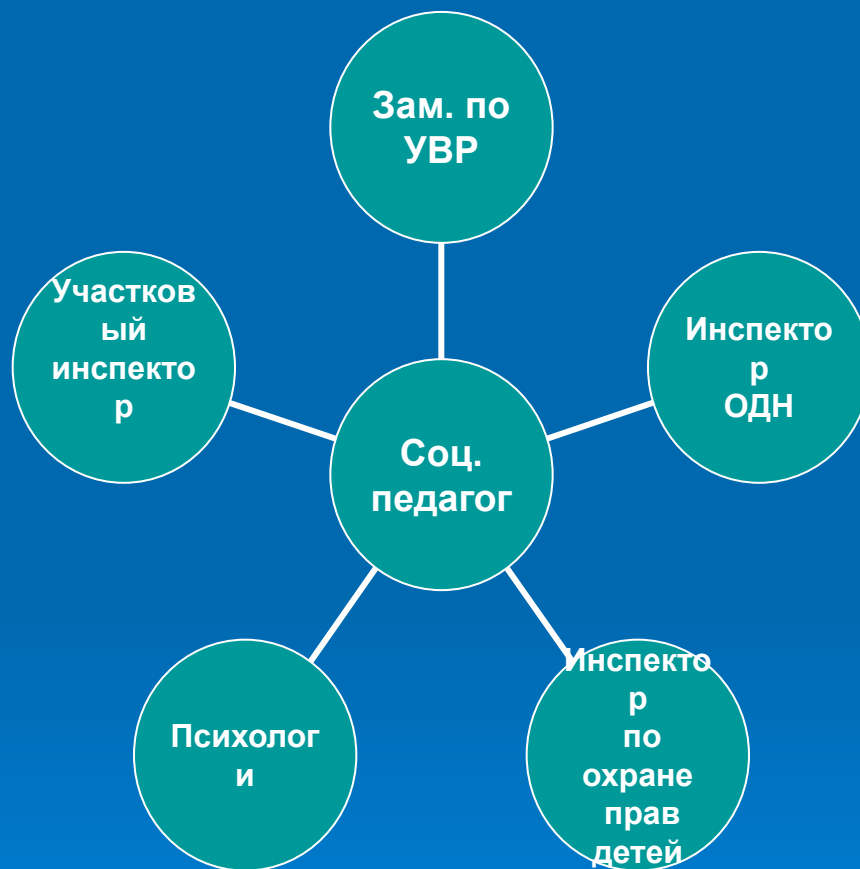 Зам. по
УВР
Участков
ый
инспекто
р
Инспекто
р
ОДН
Соц.
педагог
Психолог
и
Инспекто
р
по
охране
прав
детей